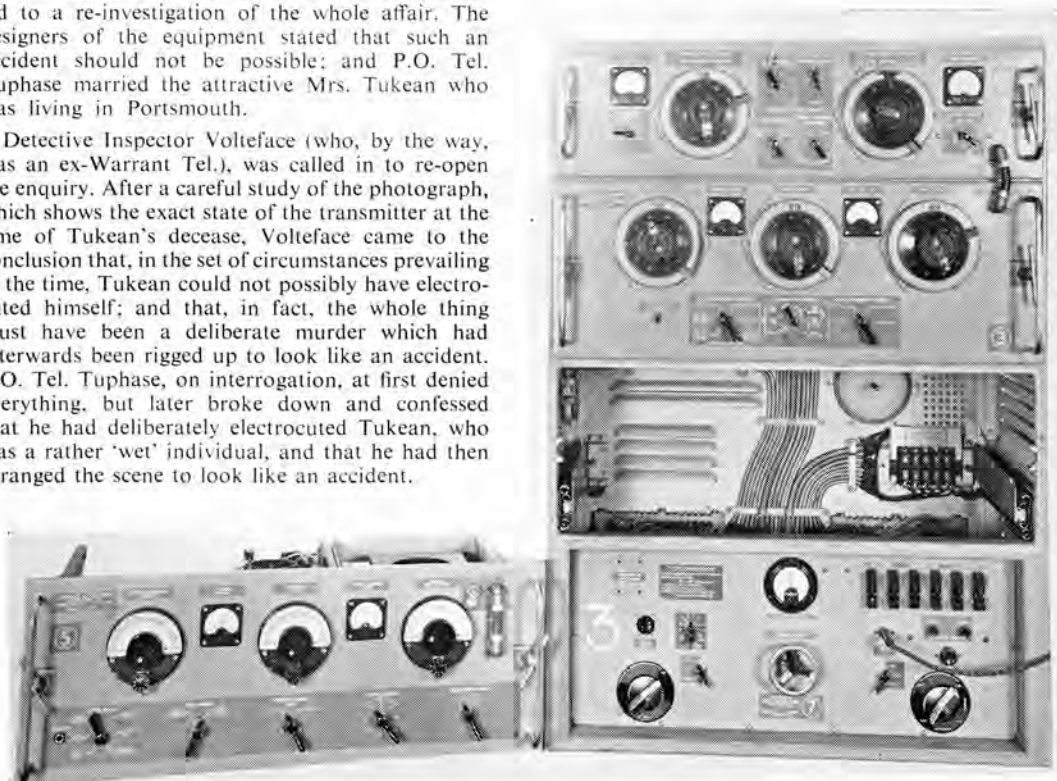 d to a re-investigation of the whole affair. The
signers of the equipment stated that such an
cident should not be possible; and P.O. Tel.
uphase married the attractive Mrs. Tukean who
as living in Portsmouth.
Detective Inspector Volteface (who, by the way,
as an ex-Warrant Tel.), was called in to re-open
e enquiry. After a careful study of the photograph,
hich shows the exact state of the transmitter at the
me of Tukean's decease, Volteface came to the
nclusion that, in the set of circumstances prevailing
the time, Tukean could not possibly have electro-
ted himself; and that, in fact, the whole thing
ust have been a deliberate murder which had
terwards been rigged up to look like an accident.
O. Tel. Tuphase, on interrogation, at first denied
erything, but later broke down and confessed
at he had deliberately electrocuted Tukean, who
as a rather 'wet' individual, and that he had then
ranged the scene to look like an accident.
6
5
3
7